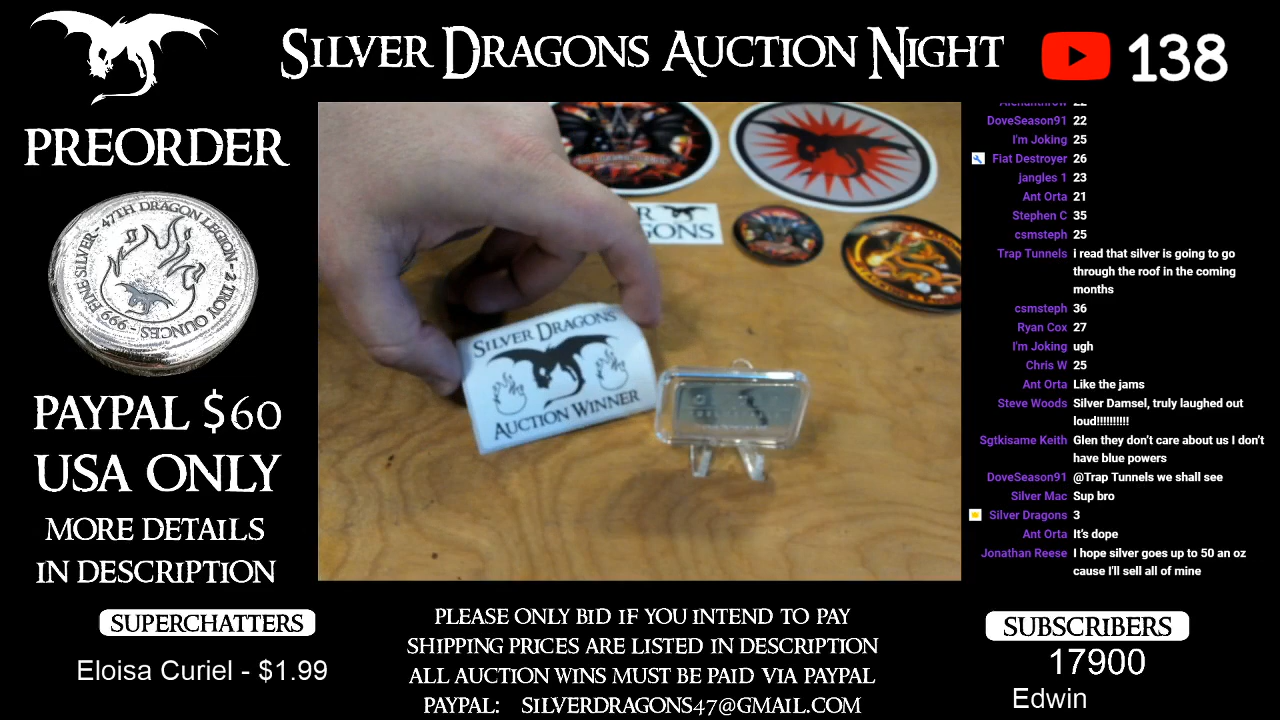 SILVER DRAGONS AUCTION NIGHT
138
PREORDER
999 FINE SILVER - 47TH DRAGON LEGION - 2 TROY OUNCES -
PAYPAL $60
USA ONLY
MORE DETAILS
IN DESCRIPTION
SILVER DRAGONS
AUCTION WINNER
22
DoveSeason91 22
I'm Joking 25
Fiat Destroyer 26
jangles 1 23
Ant Orta 21
Stephen C 35
csmsteph 25
Trap Tunnels I read that silver is going to go
through the roof in the coming
months
csmsteph 36
Ryan Cox 27
I'm Joking ugh
Chris W 25
Ant Orta Like the jams
Steve Woods Silver Damsel, truly laughed out
loud!!!!!!!!!!
Sgtkisame Keith Glen they don't care about us I don't
have blue powers
DoveSeason91 @Trap Tunnels we shall see
Silver Mac Sup bro
Silver Dragons 3
Ant Orta It's dope
Jonathan Reese I hope silver goes up to 50 an oz
cause I'll sell all of mine
SUPERCHATTERS
Eloisa Curiel - $1.99
PLEASE ONLY BID IF YOU INTEND TO PAY
SHIPPING PRICES ARE LISTED IN DESCRIPTION
ALL AUCTION WINS MUST BE PAID VIA PAYPAL
PAYPAL: SILVERDRAGONS47@GMAIL.COM
SUBSCRIBERS
17900
Edwin